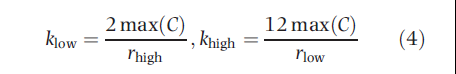 k_low = 2 max(C) / r_high , k_high = 12 max(C) / r_low (4)